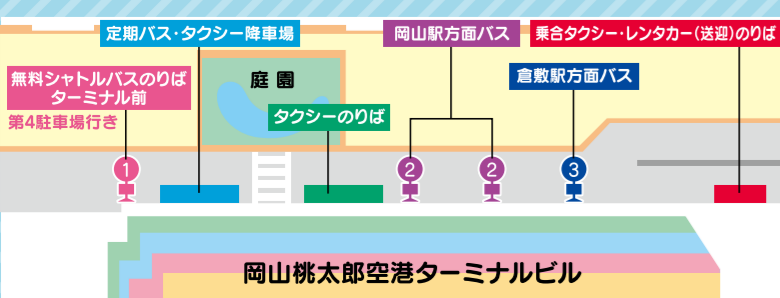 定期バス・タクシー降車場
岡山駅方面バス
乗合タクシー・レンタカー(送迎)のりば
無料シャトルバスのりば
ターミナル前
第4駐車場行き
庭園
タクシーのりば
倉敷駅方面バス
1
2
2
3
岡山桃太郎空港ターミナルビル